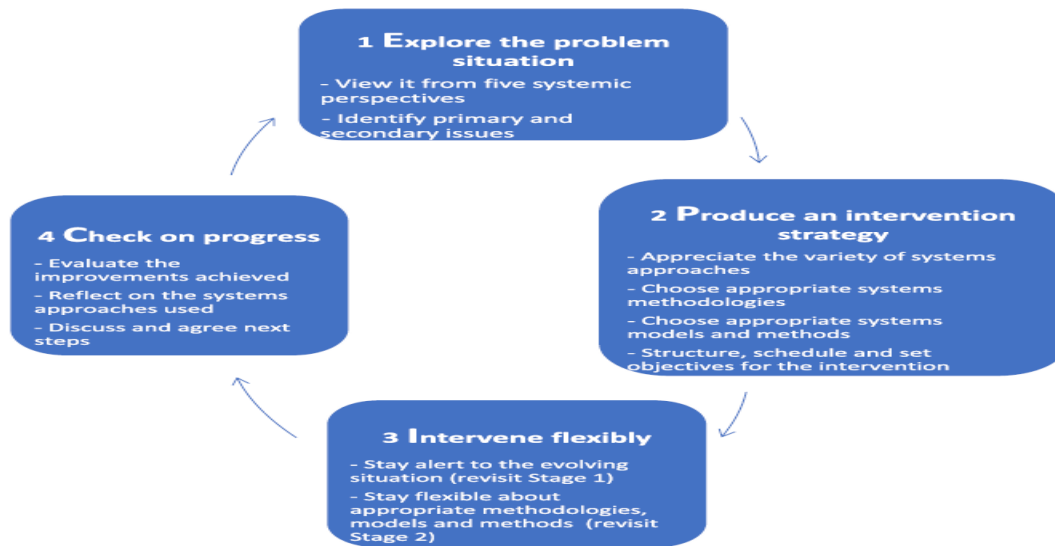 1 Explore the problem
situation
- View it from five systemic
perspectives
- Identify primary and
secondary issues
2 Produce an intervention
strategy
- Appreciate the variety of systems
approaches
- Choose appropriate systems
methodologies
- Choose appropriate systems
models and methods
- Structure, schedule and set
objectives for the intervention
3 Intervene flexibly
- Stay alert to the evolving
situation (revisit Stage 1)
- Stay flexible about
appropriate methodologies,
models and methods (revisit
Stage 2)
4 Check on progress
- Evaluate the
improvements achieved
- Reflect on the systems
approaches used
- Discuss and agree next
steps